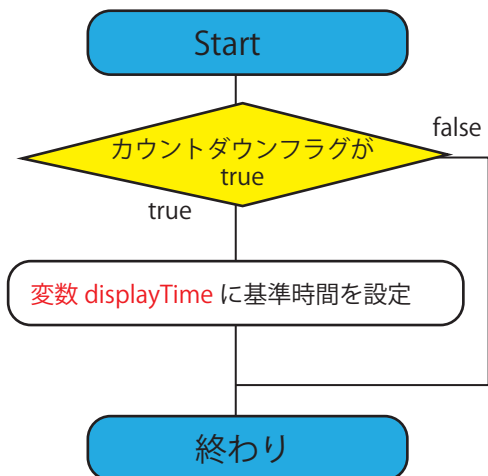 Start
カウントダウンフラグが
true
false
true
変数 displayTime に基準時間を設定
終わり